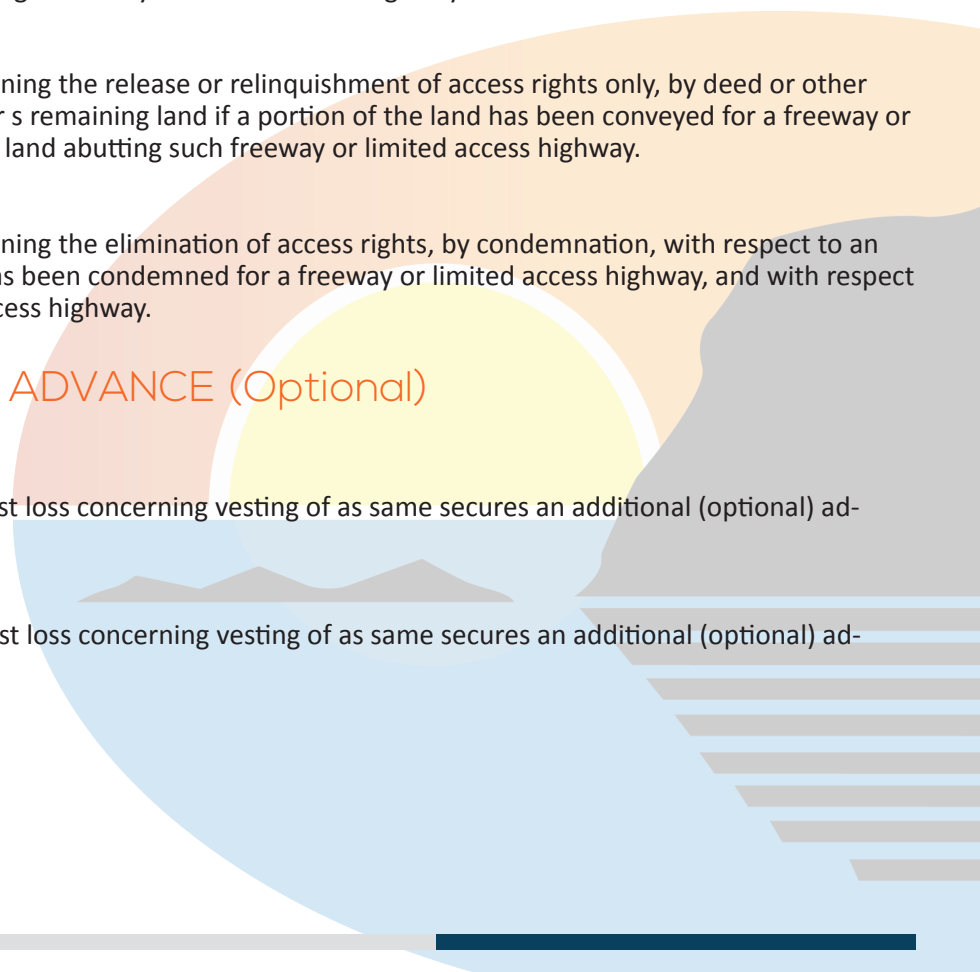 ning the release or relinquishment of access rights only, by deed or other
r s remaining land if a portion of the land has been conveyed for a freeway or
land abutting such freeway or limited access highway.
ning the elimination of access rights, by condemnation, with respect to an
as been condemned for a freeway or limited access highway, and with respect
cess highway.
ADVANCE (Optional)
st loss concerning vesting of as same secures an additional (optional) ad-
st loss concerning vesting of as same secures an additional (optional) ad-